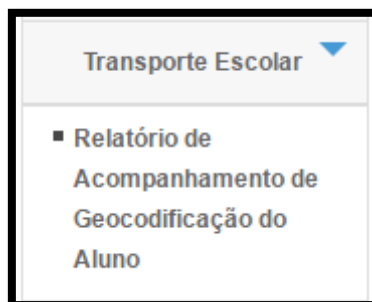 Transporte Escolar
Relatório de
Acompanhamento de
Geocodificação do
Aluno